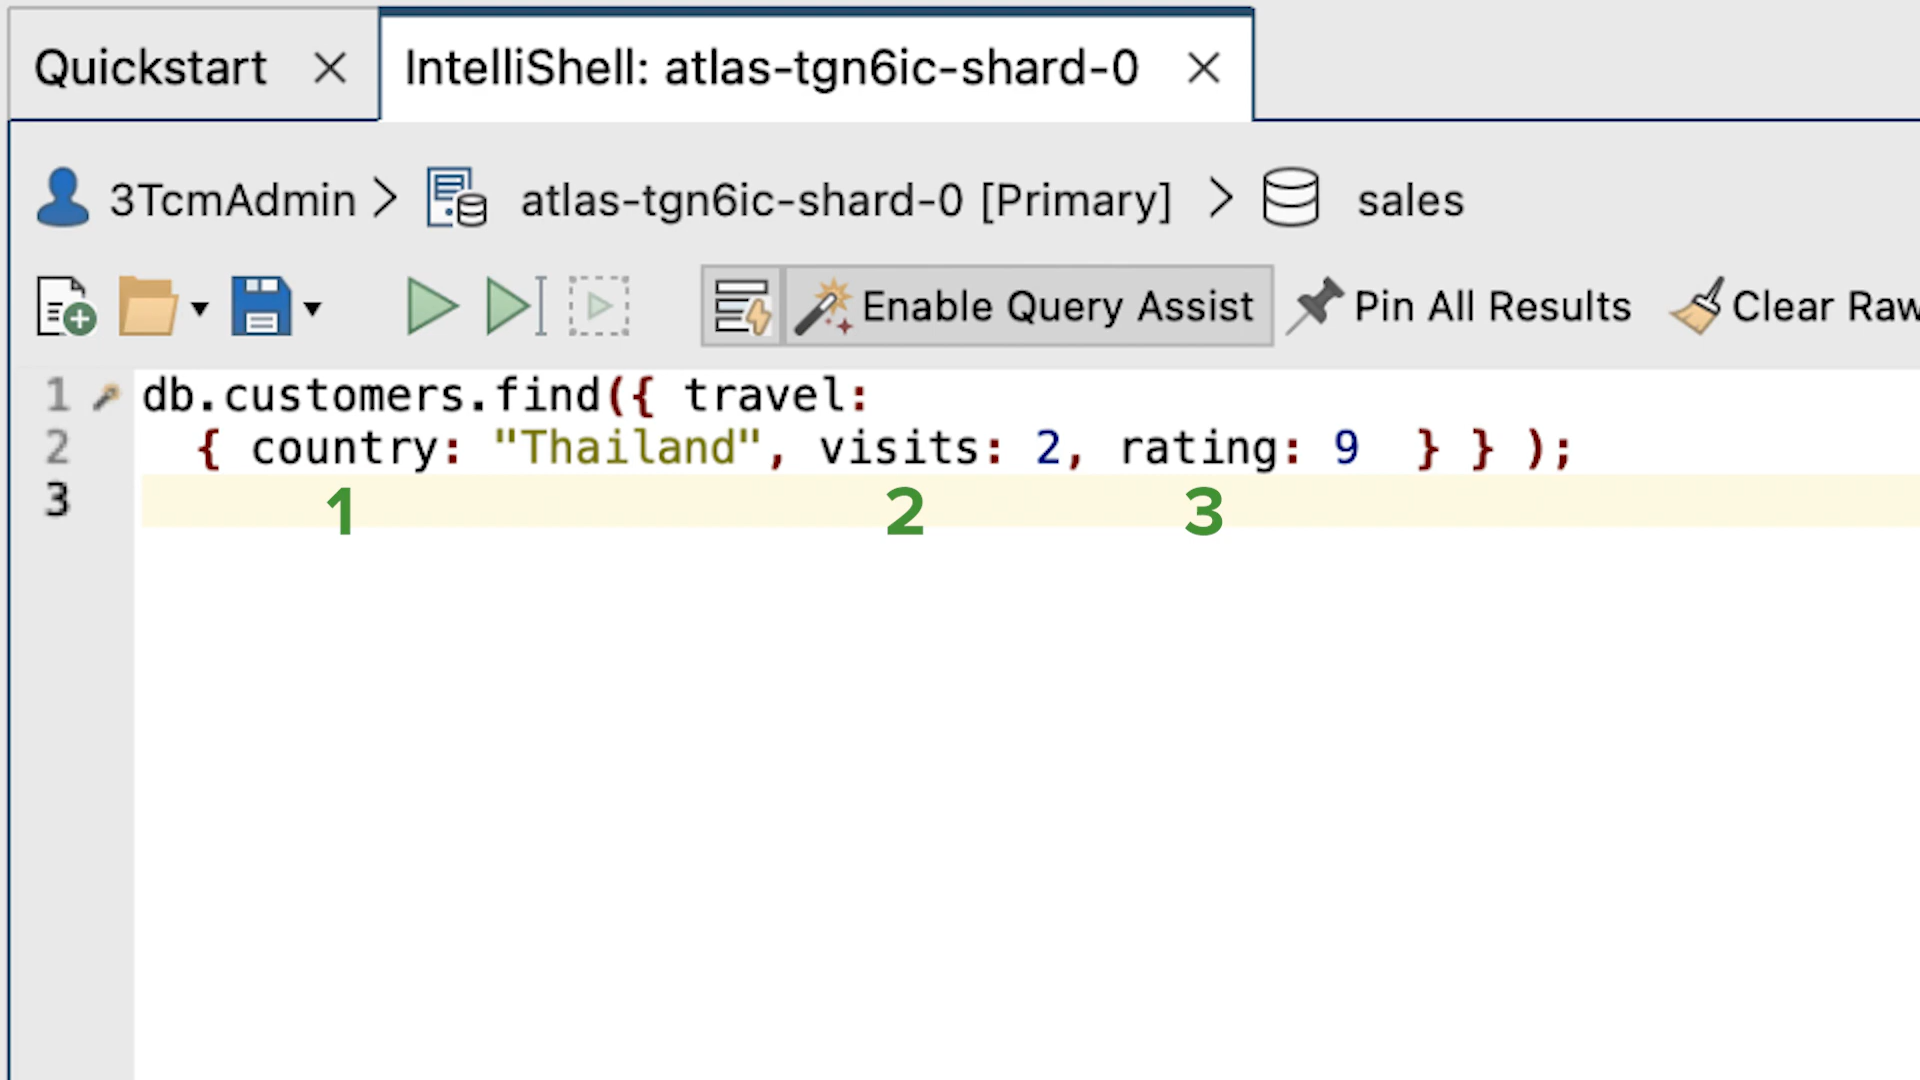 Quickstart IntelliShell: atlas-tgn6ic-shard-0
3TcmAdmin atlas-tgn6ic-shard-0 [Primary] sales
Enable Query Assist Pin All Results Clear Raw
1 db.customers.find({ travel:
2 { country: "Thailand", visits: 2, rating: 9  } } );
3
1 2 3